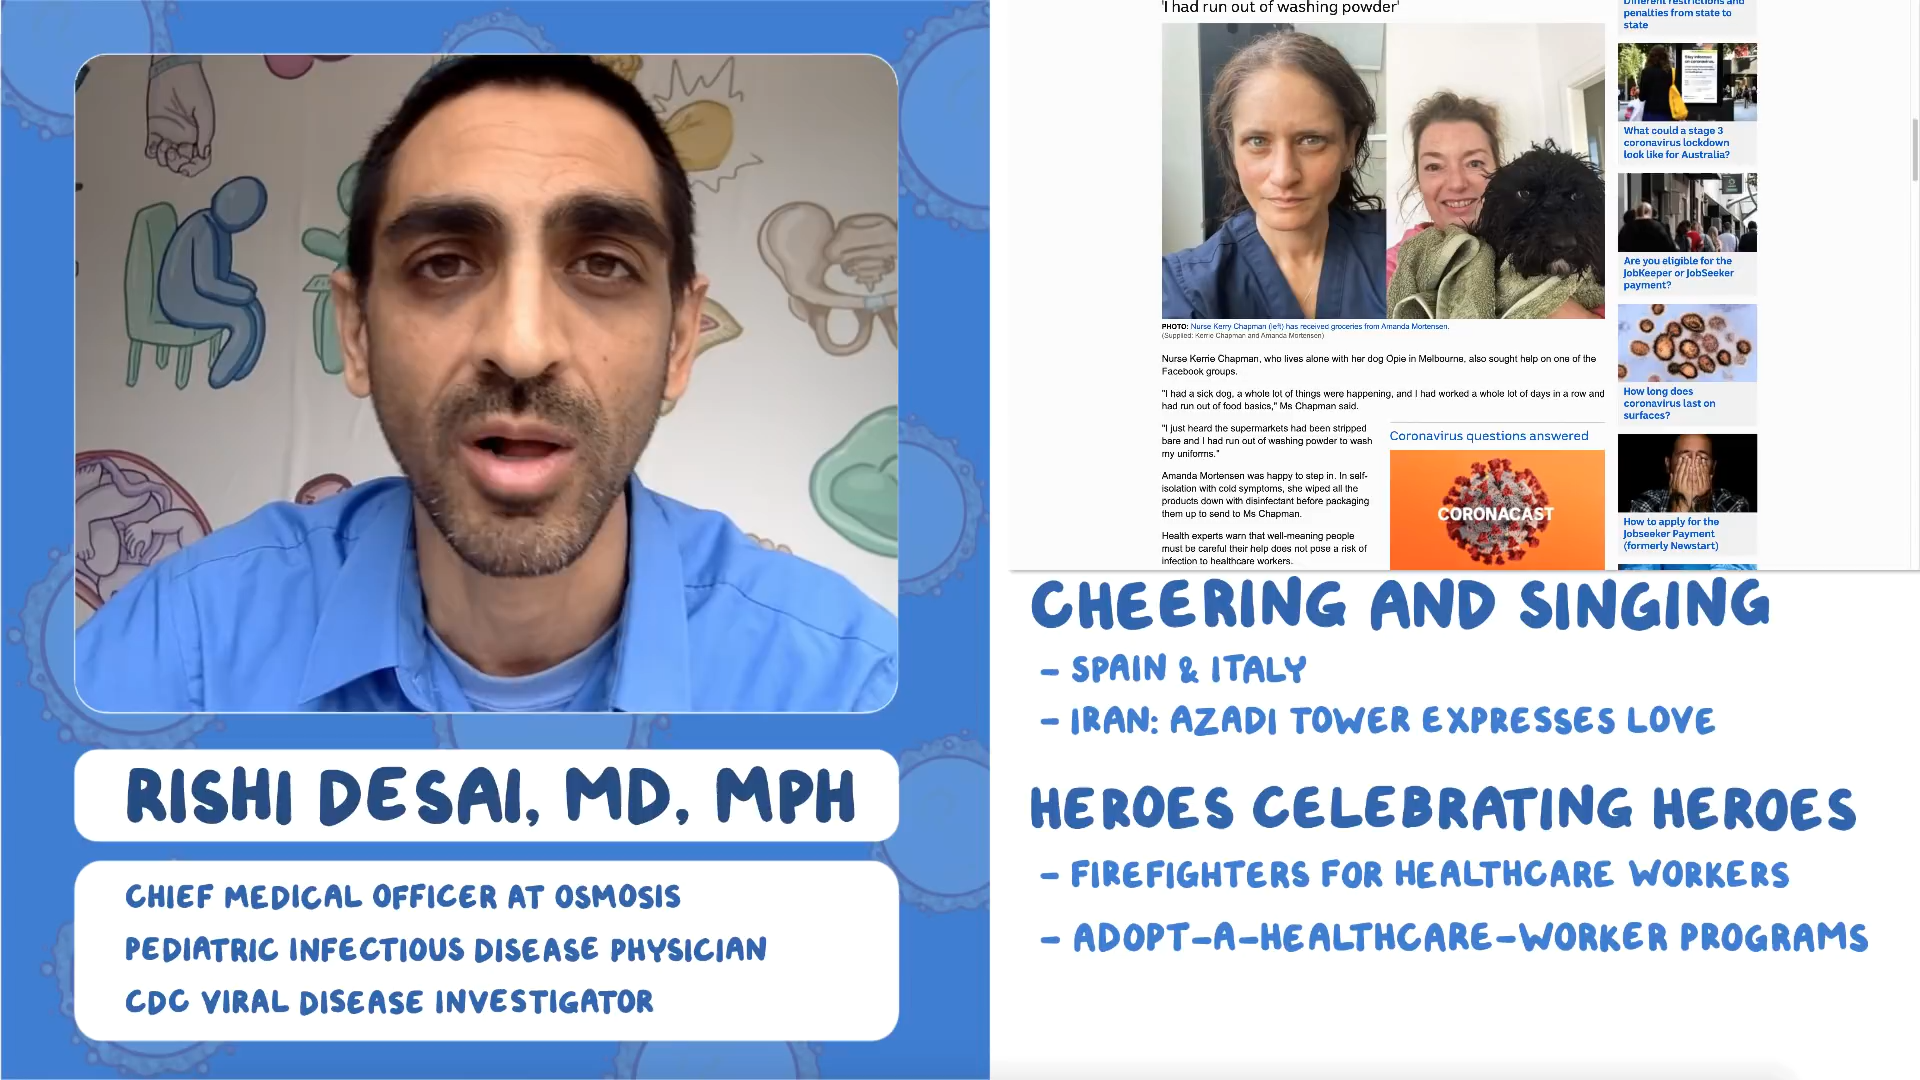 RISHI DESAI, MD, MPH
CHIEF MEDICAL OFFICER AT OSMOSIS
PEDIATRIC INFECTIOUS DISEASE PHYSICIAN
CDC VIRAL DISEASE INVESTIGATOR
'I had run out of washing powder'
PHOTO: Nurse Kerry Chapman (left) has received groceries from Amanda Mortensen.
(Supplied: Kerrie Chapman and Amanda Mortensen)
Nurse Kerrie Chapman, who lives alone with her dog Opie in Melbourne, also sought help on one of the
Facebook groups.
"I had a sick dog, a whole lot of things were happening, and I had worked a whole lot of days in a row and
had run out of food basics," Ms Chapman said.
"I just heard the supermarkets had been stripped
bare and I had run out of washing powder to wash
my uniforms."
Amanda Mortensen was happy to step in. In self-
isolation with cold symptoms, she wiped all the
products down with disinfectant before packaging
them up to send to Ms Chapman.
Health experts warn that well-meaning people
must be careful their help does not pose a risk of
infection to healthcare workers.
Coronavirus questions answered
CORONACAST
Different restrictions and
penalties from state to
state
What could a stage 3
coronavirus lockdown
look like for Australia?
Are you eligible for the
JobKeeper or JobSeeker
payment?
How long does
coronavirus last on
surfaces?
How to apply for the
Jobseeker Payment
(formerly Newstart)
CHEERING AND SINGING
- SPAIN & ITALY
- IRAN: AZADI TOWER EXPRESSES LOVE
HEROES CELEBRATING HEROES
- FIREFIGHTERS FOR HEALTHCARE WORKERS
- ADOPT-A-HEALTHCARE-WORKER PROGRAMS